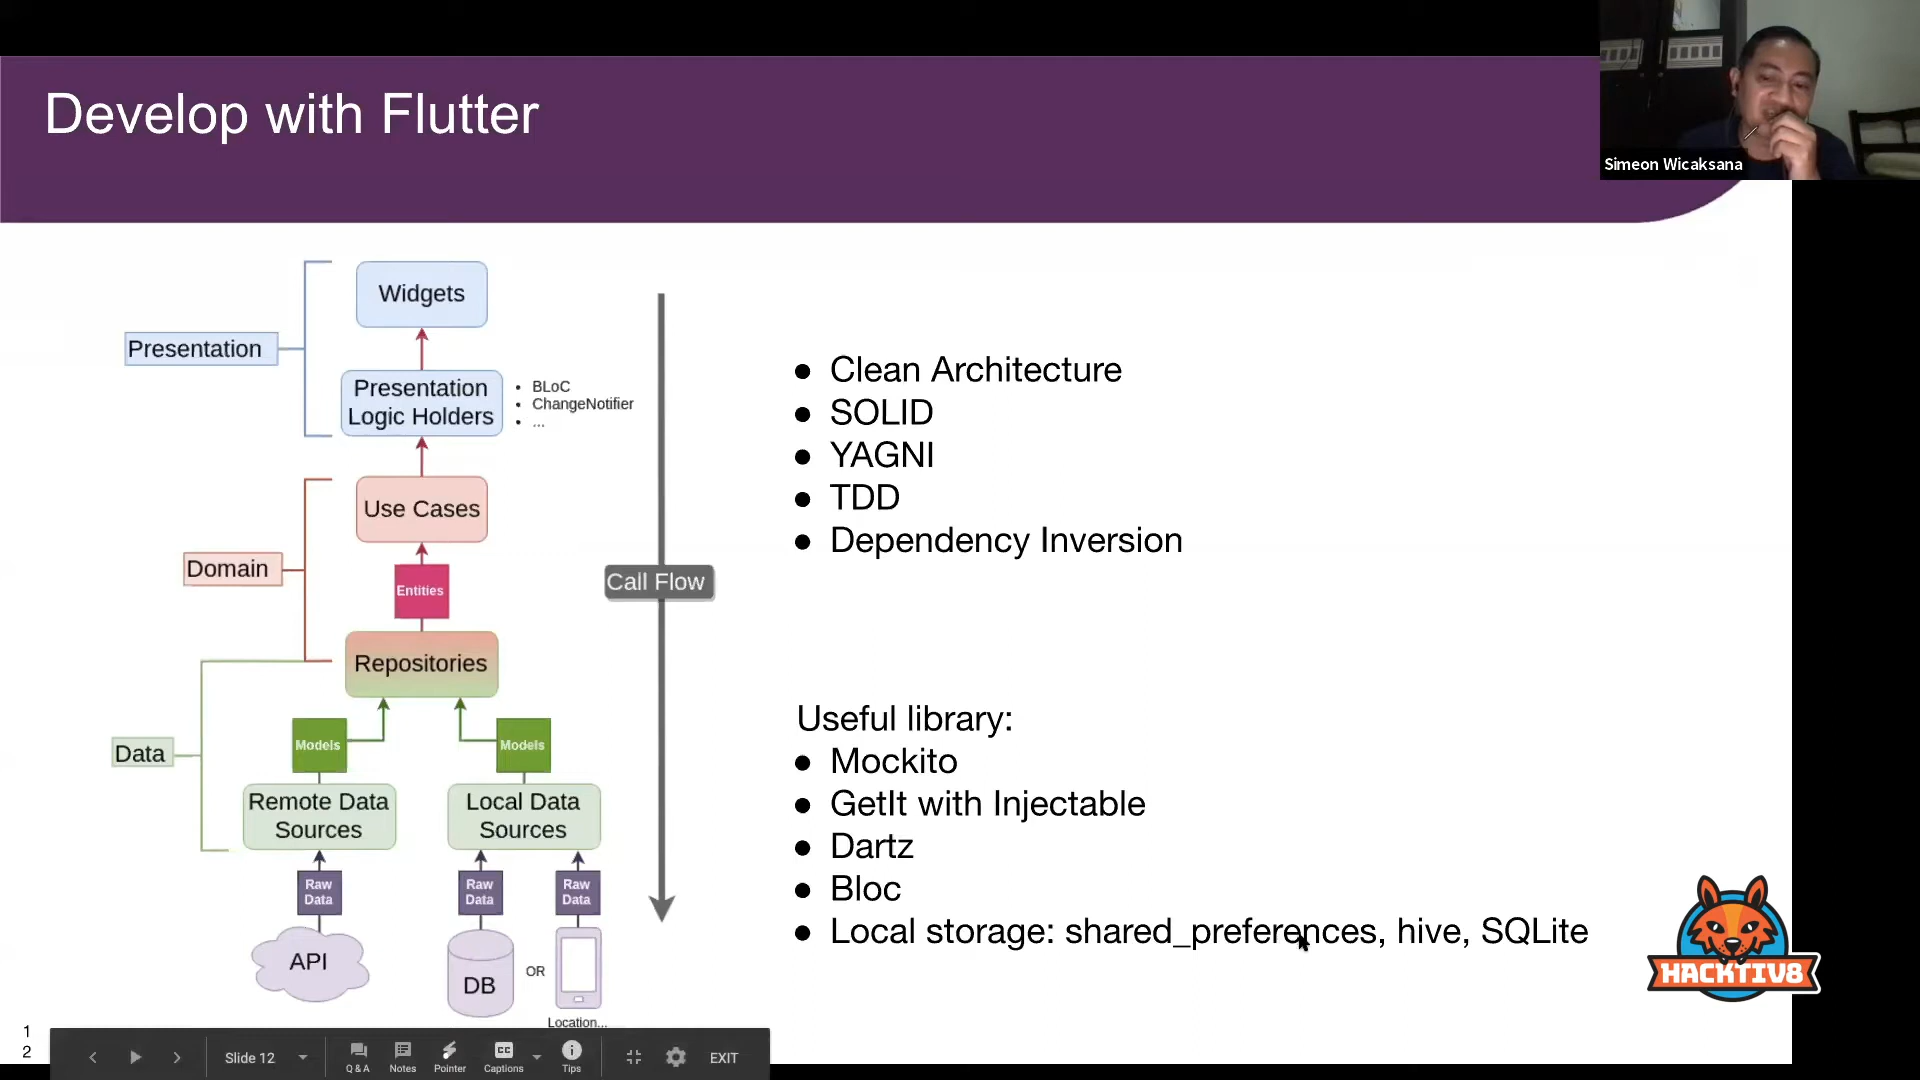 Develop with Flutter
Simeon Wicaksana
Widgets
Presentation
Presentation
Logic Holders
• BLoC
• ChangeNotifier
• ...
Use Cases
Domain
Entities
Call Flow
Repositories
Models
Models
Data
Remote Data
Sources
Local Data
Sources
Raw
Data
Raw
Data
Raw
Data
API
DB
OR
Location...
● Clean Architecture
● SOLID
● YAGNI
● TDD
● Dependency Inversion
Useful library:
● Mockito
● GetIt with Injectable
● Dartz
● Bloc
● Local storage: shared_preferences, hive, SQLite
HACKTIV8
1
2
Slide 12
Q & A
Notes
Pointer
CC
Captions
Tips
EXIT